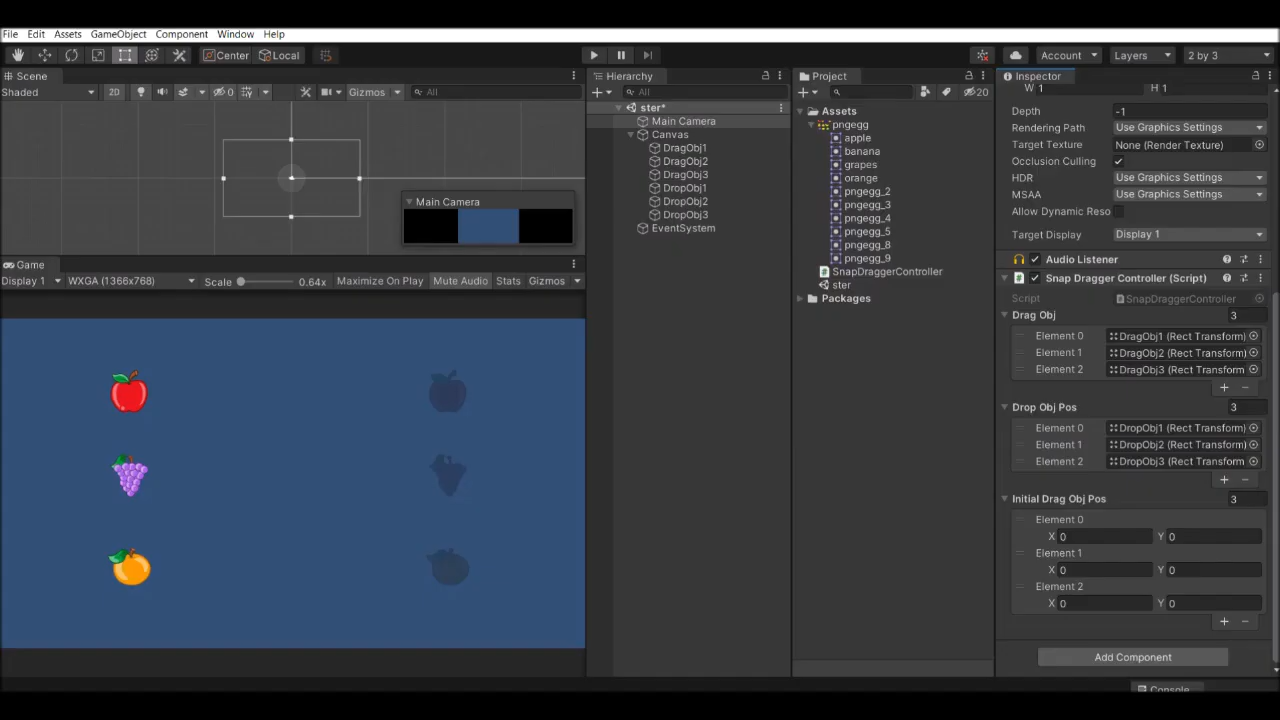 File Edit Assets GameObject Component Window Help
Center Local Account Layers 2 by 3
Scene
Shaded 2D 0 Gizmos All
Main Camera
Game
Display 1 WXGA (1366x768) Scale 0.64x Maximize On Play Mute Audio Stats Gizmos
Hierarchy
+ All
ster*
Main Camera
Canvas
DragObj1
DragObj2
DragObj3
DropObj1
DropObj2
DropObj3
EventSystem
Project
+ 20
Assets
pngegg
apple
banana
grapes
orange
pngegg_2
pngegg_3
pngegg_4
pngegg_5
pngegg_8
pngegg_9
SnapDraggerController
ster
Packages
Inspector
W 1 H 1
Depth -1
Rendering Path Use Graphics Settings
Target Texture None (Render Texture)
Occlusion Culling
HDR Use Graphics Settings
MSAA Use Graphics Settings
Allow Dynamic Reso
Target Display Display 1
Audio Listener
Snap Dragger Controller (Script)
Script SnapDraggerController
Drag Obj 3
Element 0 DragObj1 (Rect Transform)
Element 1 DragObj2 (Rect Transform)
Element 2 DragObj3 (Rect Transform
+ −
Drop Obj Pos 3
Element 0 DropObj1 (Rect Transform)
Element 1 DropObj2 (Rect Transform
Element 2 DropObj3 (Rect Transform
+ −
Initial Drag Obj Pos 3
Element 0
X 0 Y 0
Element 1
X 0 Y 0
Element 2
X 0 Y 0
+ −
Add Component
Console